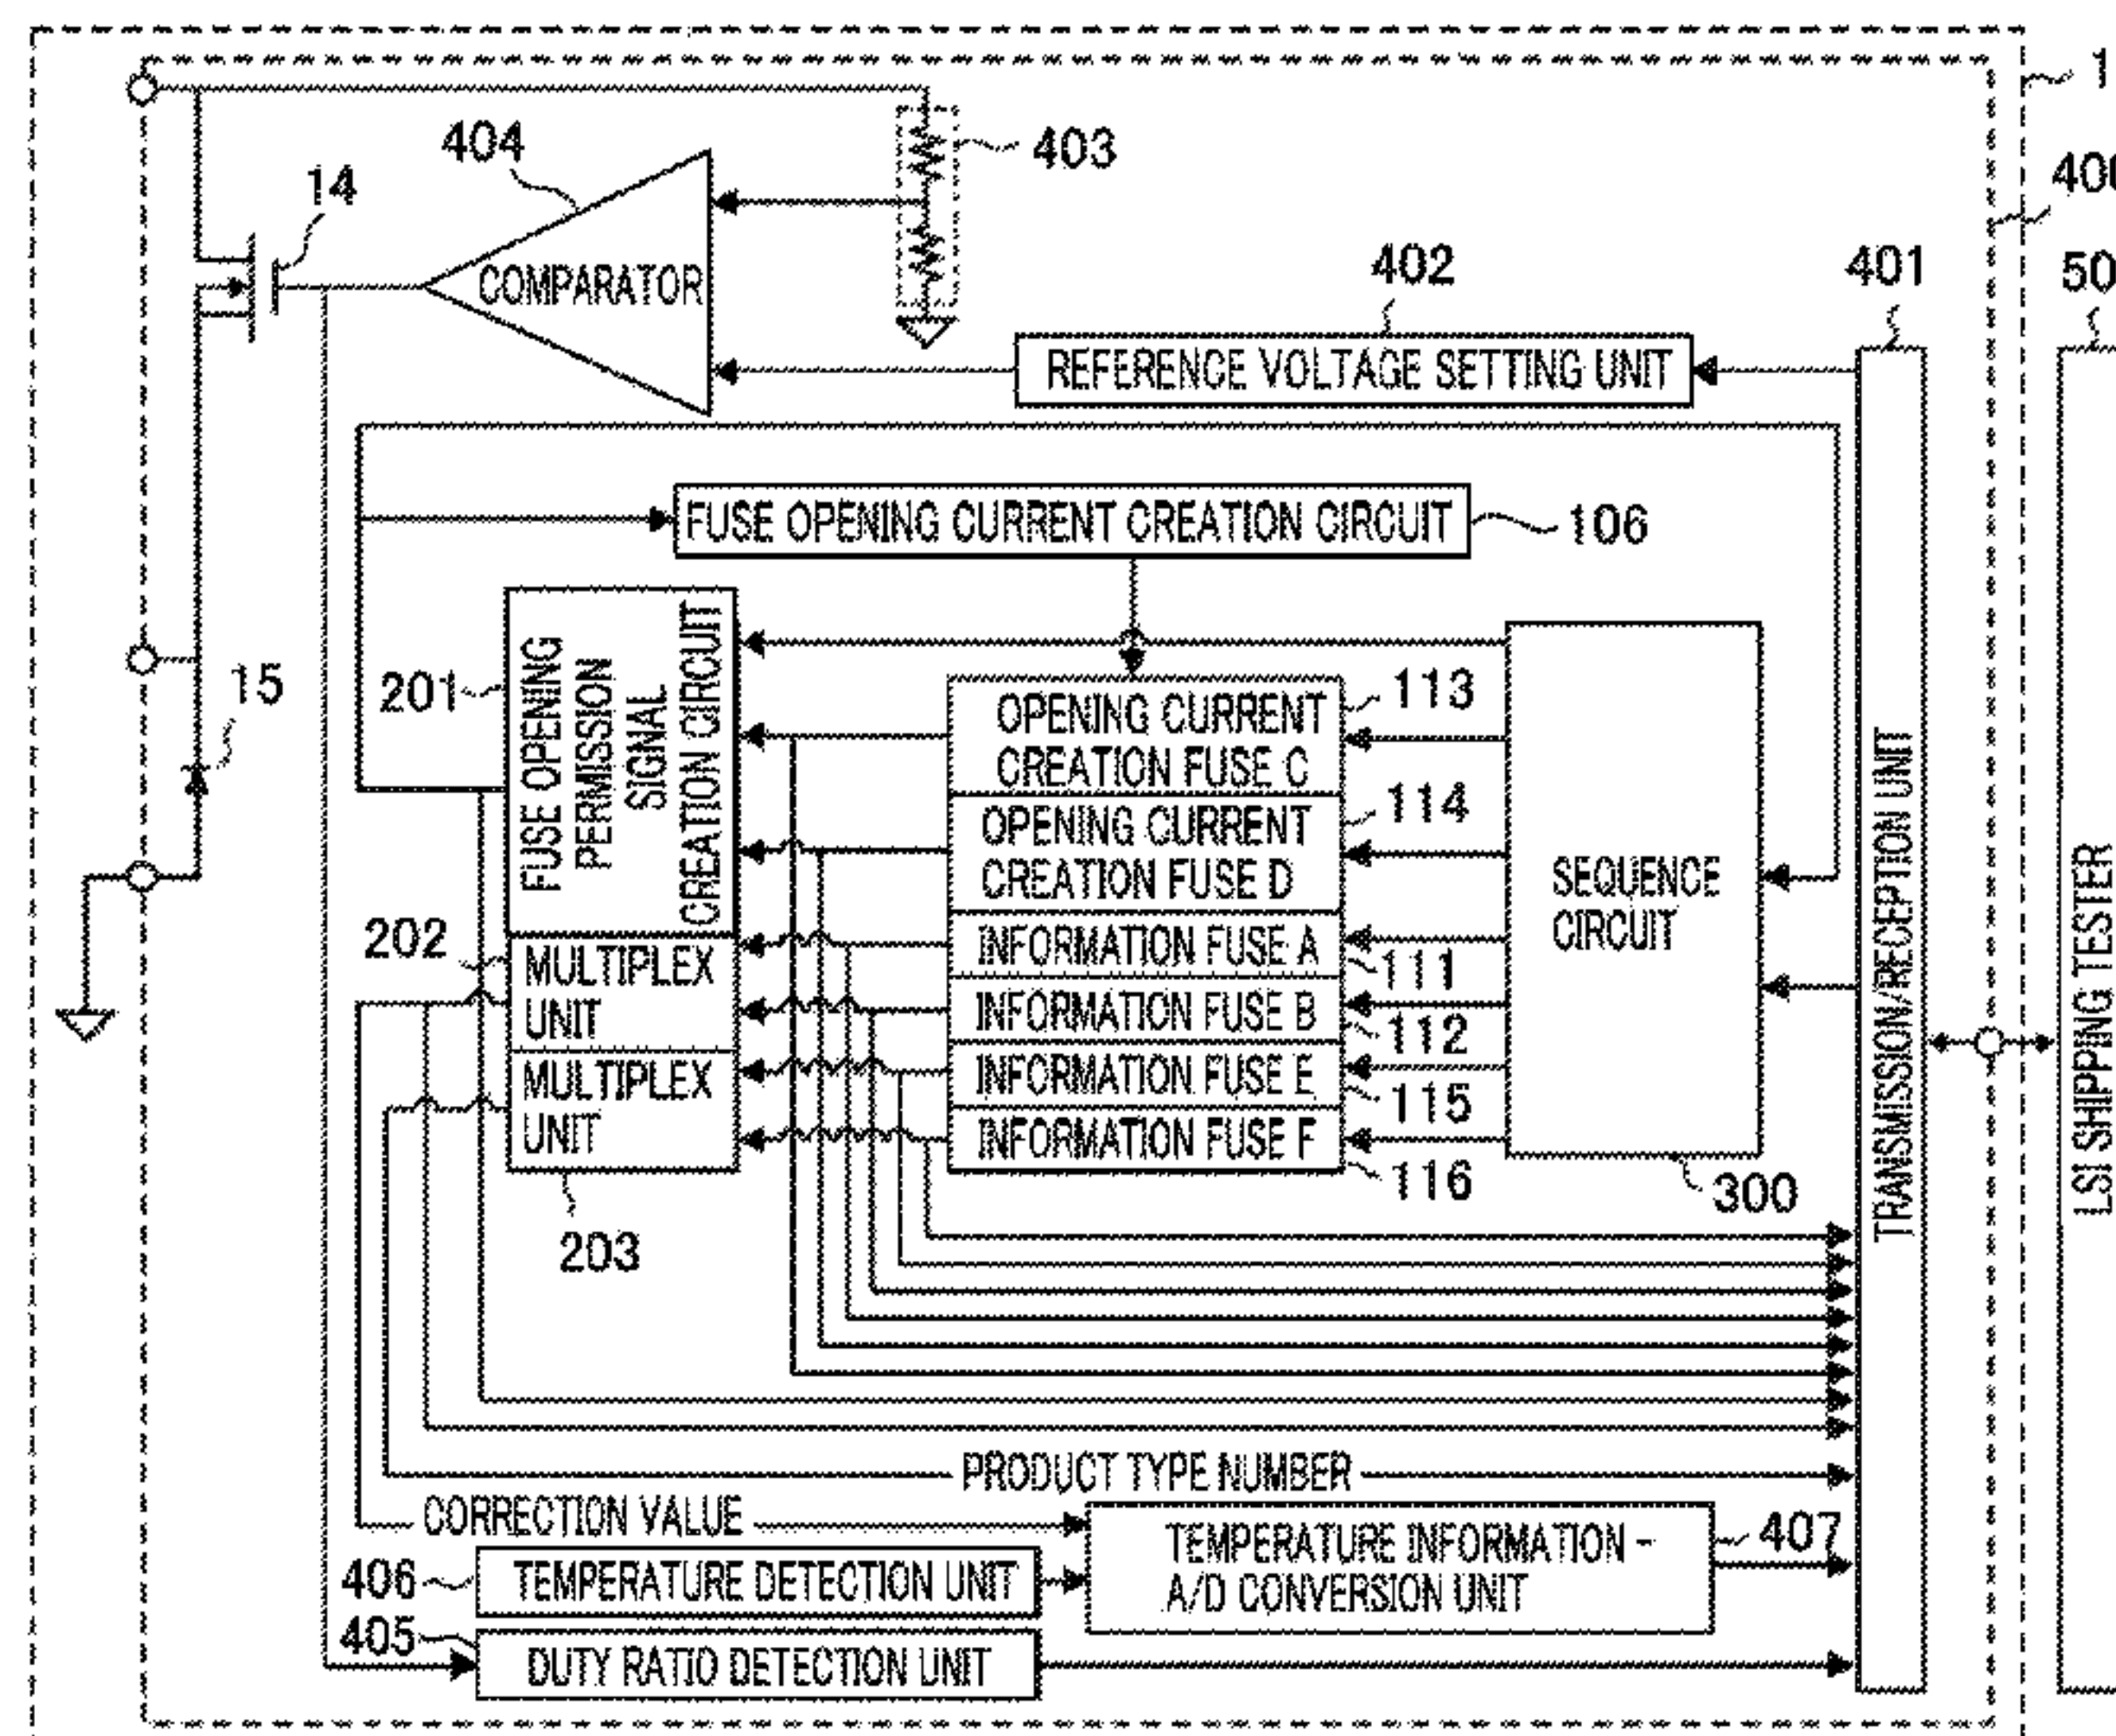 1
404
403
14
400
COMPARATOR
402
401
50
REFERENCE VOLTAGE SETTING UNIT
FUSE OPENING CURRENT CREATION CIRCUIT
106
201
FUSE OPENING
PERMISSION
SIGNAL
CREATION CIRCUIT
15
OPENING CURRENT
CREATION FUSE C
113
OPENING CURRENT
CREATION FUSE D
114
SEQUENCE
CIRCUIT
300
TRANSMISSION/RECEPTION UNIT
LSI SHIPPING TESTER
202
MULTIPLEX
UNIT
INFORMATION FUSE A
111
INFORMATION FUSE B
112
MULTIPLEX
UNIT
203
INFORMATION FUSE E
115
INFORMATION FUSE F
116
PRODUCT TYPE NUMBER
CORRECTION VALUE
TEMPERATURE INFORMATION -
A/D CONVERSION UNIT
407
406
TEMPERATURE DETECTION UNIT
405
DUTY RATIO DETECTION UNIT